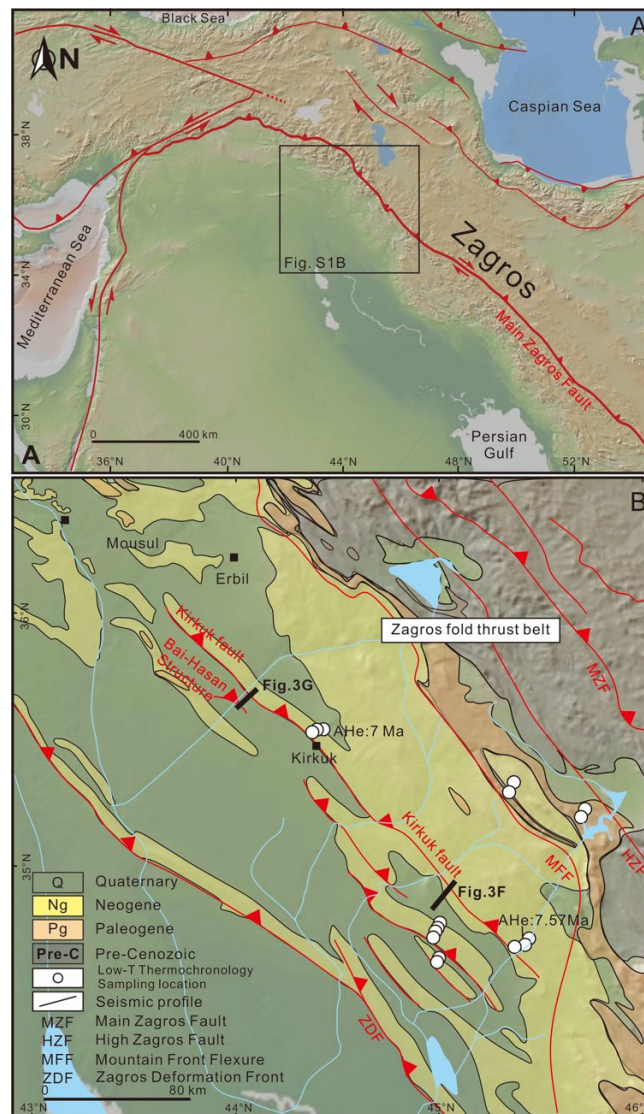 Black Sea
A
N
Caspian Sea
38°N
Mediterranean Sea
Fig. S1B
Zagros
Main Zagros Fault
34°N
30°N
0 400 km
Persian
Gulf
A
36°E
40°E
44°E
48°E
52°E
B
Mousul
Erbil
36°N
Kirkuk fault
Bai-Hasan
Structure
Fig.3G
Zagros fold thrust belt
MZF
AHe:7 Ma
Kirkuk
Kirkuk fault
35°N
MFF
HZF
Fig.3F
AHe:7.57Ma
ZDF
Q Quaternary
Ng Neogene
Pg Paleogene
Pre-C Pre-Cenozoic
Low-T Thermochronology
Sampling location
Seismic profile
MZF Main Zagros Fault
HZF High Zagros Fault
MFF Mountain Front Flexure
ZDF Zagros Deformation Front
0 80 km
43°N
44°N
45°N